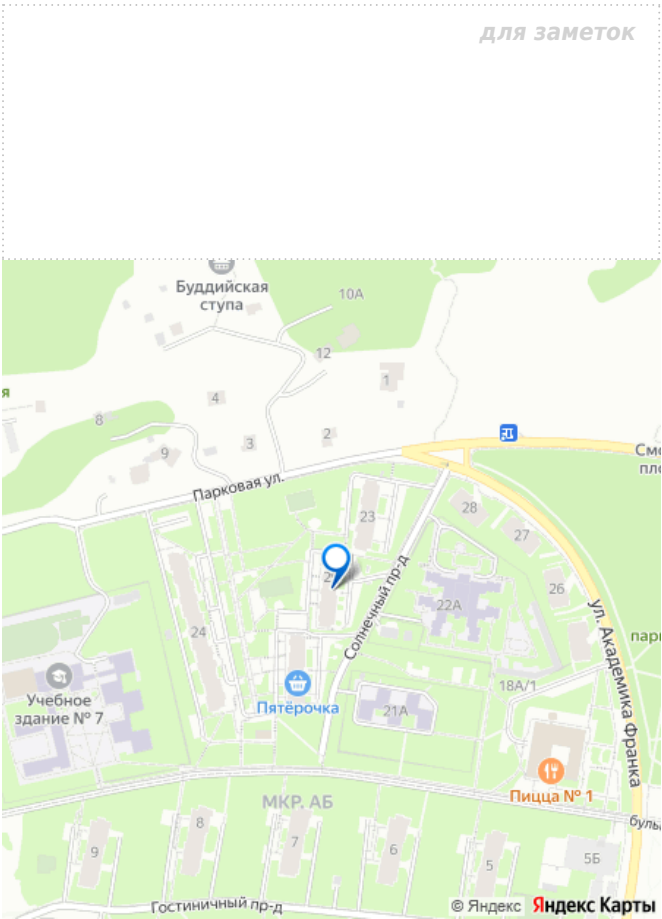 для заметок
Буддийская
ступа
10А
12
1
я
4
8
2
3
9
Парковая ул.
23
28
27
26
22А
24
Солнечный пр-д
ул. Академика Франка
18А/1
21А
Учебное
здание № 7
Пятёрочка
Пицца № 1
МКР. АБ
8
7
6
9
5
5Б
Гостиничный пр-д
© Яндекс
Яндекс Карты